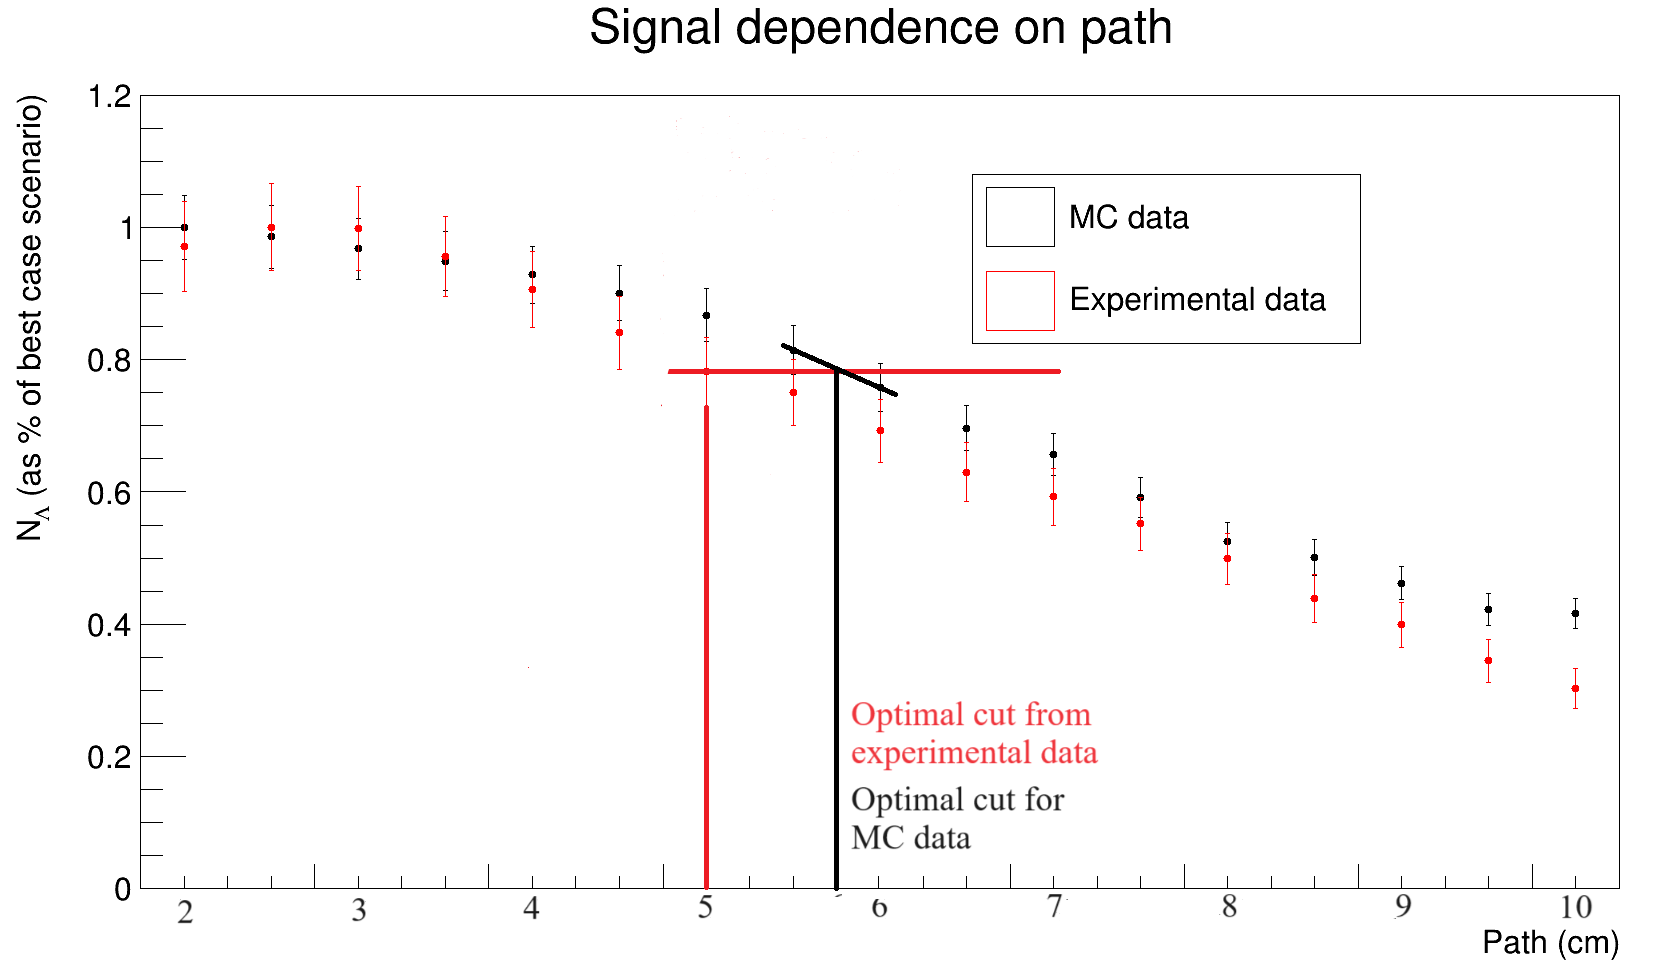 Signal dependence on path
N_Λ (as % of best case scenario)
1.2
1
0.8
0.6
0.4
0.2
0
MC data
Experimental data
Optimal cut from
experimental data
Optimal cut for
MC data
2 3 4 5 6 7 8 9 10
Path (cm)